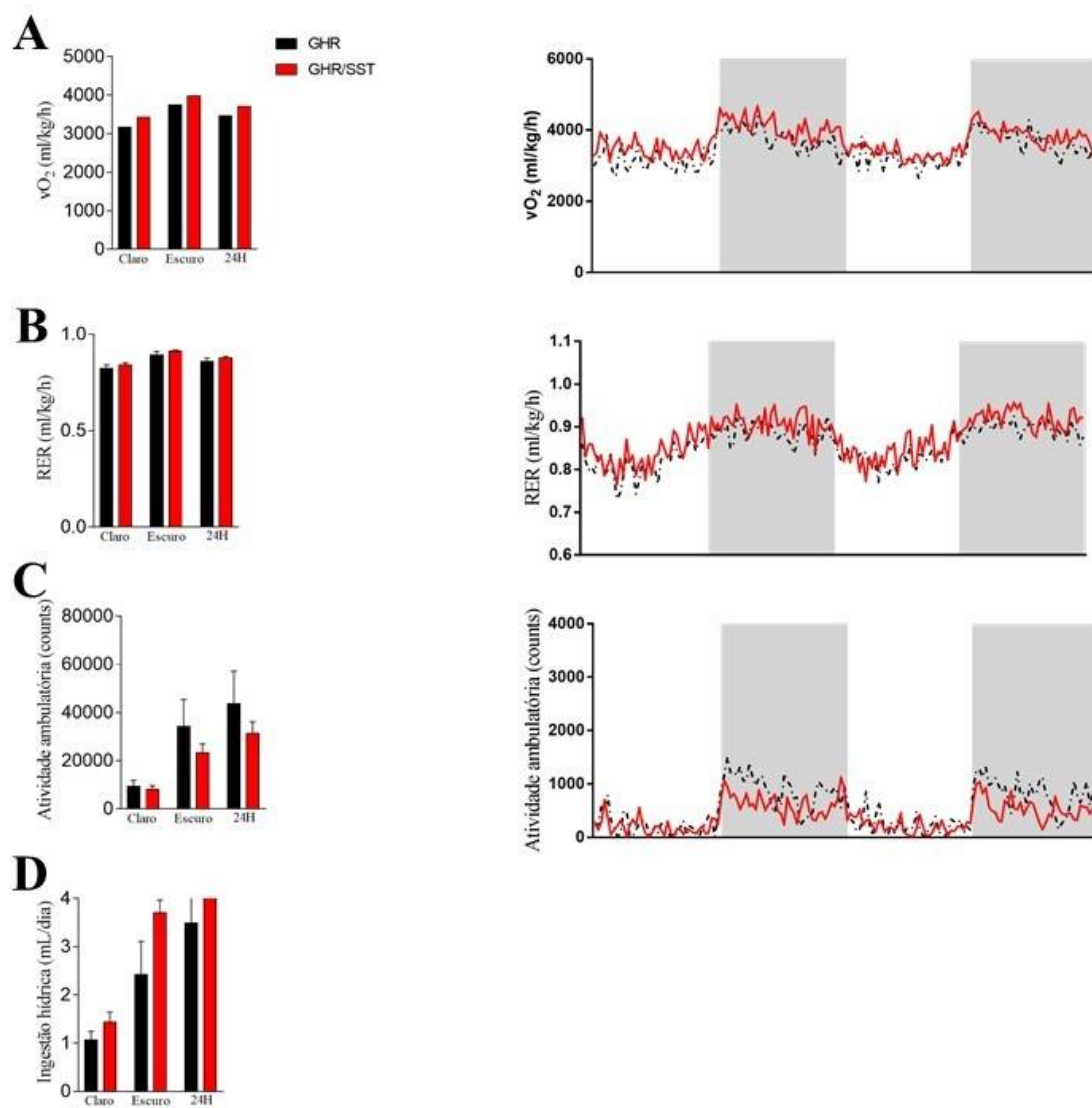 A
GHR
GHR/SST
vO₂ (ml/kg/h)
5000
4000
3000
2000
1000
0
Claro
Escuro
24H
vO₂ (ml/kg/h)
6000
4000
2000
0
B
RER (ml/kg/h)
1.0
0.5
0.0
Claro
Escuro
24H
RER (ml/kg/h)
1.1
1.0
0.9
0.8
0.7
0.6
C
Atividade ambulatória (counts)
80000
60000
40000
20000
0
Claro
Escuro
24H
Atividade ambulatória (counts)
4000
3000
2000
1000
0
D
Ingestão hídrica (mL/dia)
4
3
2
1
0
Claro
Escuro
24H